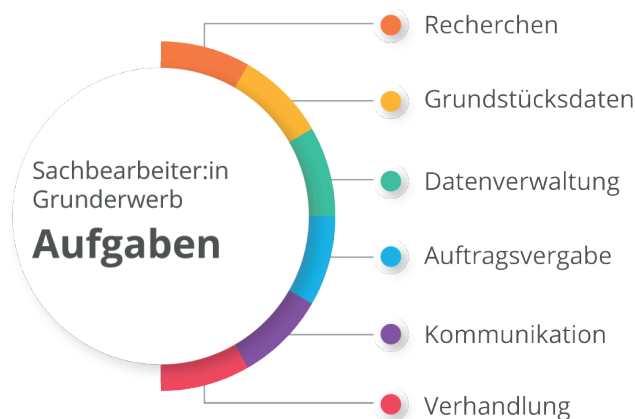 Sachbearbeiter:in
Grunderwerb
Aufgaben
Recherchen
Grundstücksdaten
Datenverwaltung
Auftragsvergabe
Kommunikation
Verhandlung